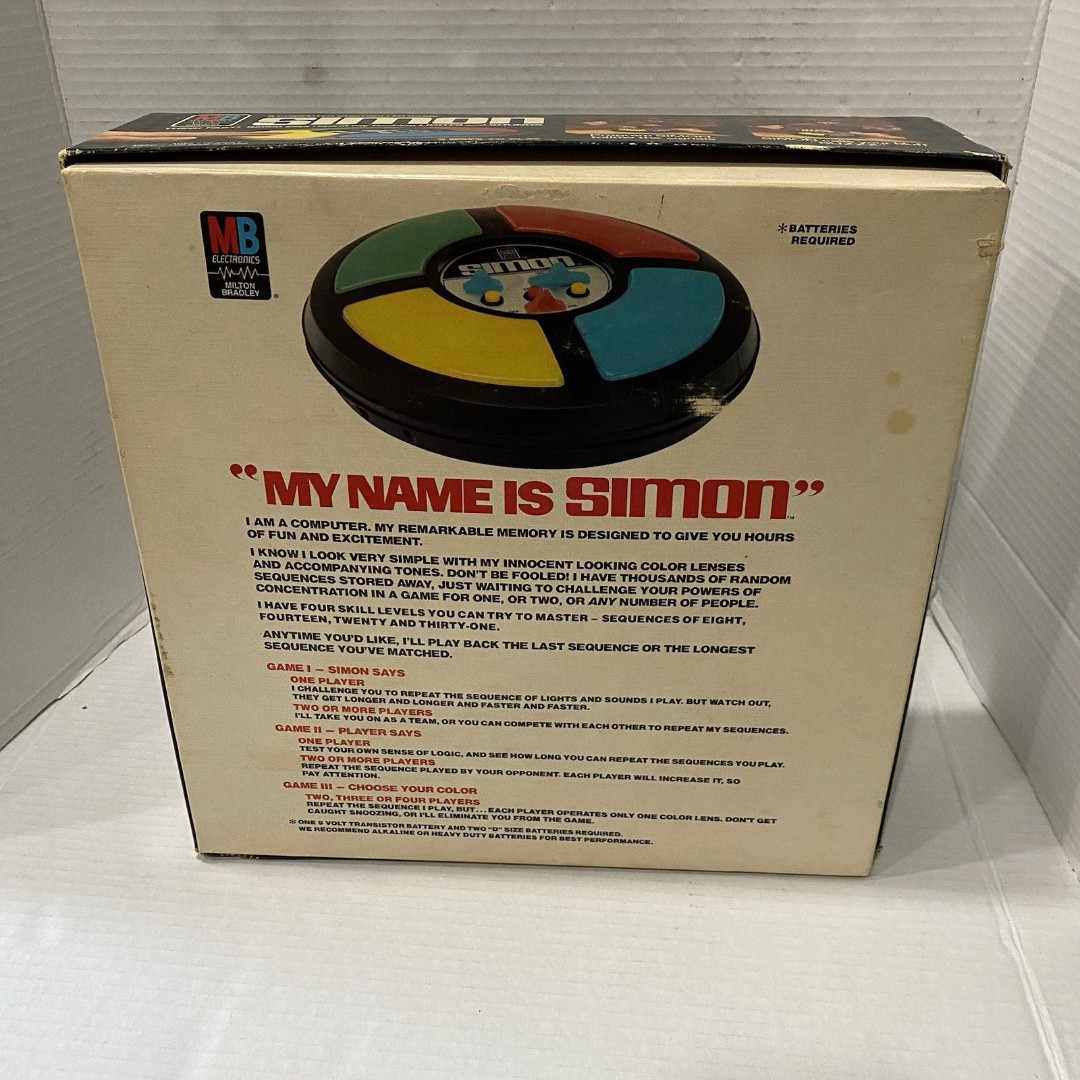 MB
SIMON
MB
ELECTRONICS
MILTON
BRADLEY
*BATTERIES
REQUIRED
SIMON
"MY NAME IS SIMON"™
I AM A COMPUTER. MY REMARKABLE MEMORY IS DESIGNED TO GIVE YOU HOURS
OF FUN AND EXCITEMENT.
I KNOW I LOOK VERY SIMPLE WITH MY INNOCENT LOOKING COLOR LENSES
AND ACCOMPANYING TONES. DON'T BE FOOLED! I HAVE THOUSANDS OF RANDOM
SEQUENCES STORED AWAY, JUST WAITING TO CHALLENGE YOUR POWERS OF
CONCENTRATION IN A GAME FOR ONE, OR TWO, OR ANY NUMBER OF PEOPLE.
I HAVE FOUR SKILL LEVELS YOU CAN TRY TO MASTER – SEQUENCES OF EIGHT,
FOURTEEN, TWENTY AND THIRTY-ONE.
ANYTIME YOU'D LIKE, I'LL PLAY BACK THE LAST SEQUENCE OR THE LONGEST
SEQUENCE YOU'VE MATCHED.
GAME I – SIMON SAYS
ONE PLAYER
I CHALLENGE YOU TO REPEAT THE SEQUENCE OF LIGHTS AND SOUNDS I PLAY. BUT WATCH OUT,
THEY GET LONGER AND LONGER AND FASTER AND FASTER.
TWO OR MORE PLAYERS
I'LL TAKE YOU ON AS A TEAM, OR YOU CAN COMPETE WITH EACH OTHER TO REPEAT MY SEQUENCES.
GAME II – PLAYER SAYS
ONE PLAYER
TEST YOUR OWN SENSE OF LOGIC, AND SEE HOW LONG YOU CAN REPEAT THE SEQUENCES YOU PLAY.
TWO OR MORE PLAYERS
REPEAT THE SEQUENCE PLAYED BY YOUR OPPONENT. EACH PLAYER WILL INCREASE IT, SO
PAY ATTENTION.
GAME III – CHOOSE YOUR COLOR
TWO, THREE OR FOUR PLAYERS
REPEAT THE SEQUENCE I PLAY, BUT...EACH PLAYER OPERATES ONLY ONE COLOR LENS. DON'T GET
CAUGHT SNOOZING, OR I'LL ELIMINATE YOU FROM THE GAME.
* ONE 9 VOLT TRANSISTOR BATTERY AND TWO "D" SIZE BATTERIES REQUIRED.
WE RECOMMEND ALKALINE OR HEAVY DUTY BATTERIES FOR BEST PERFORMANCE.